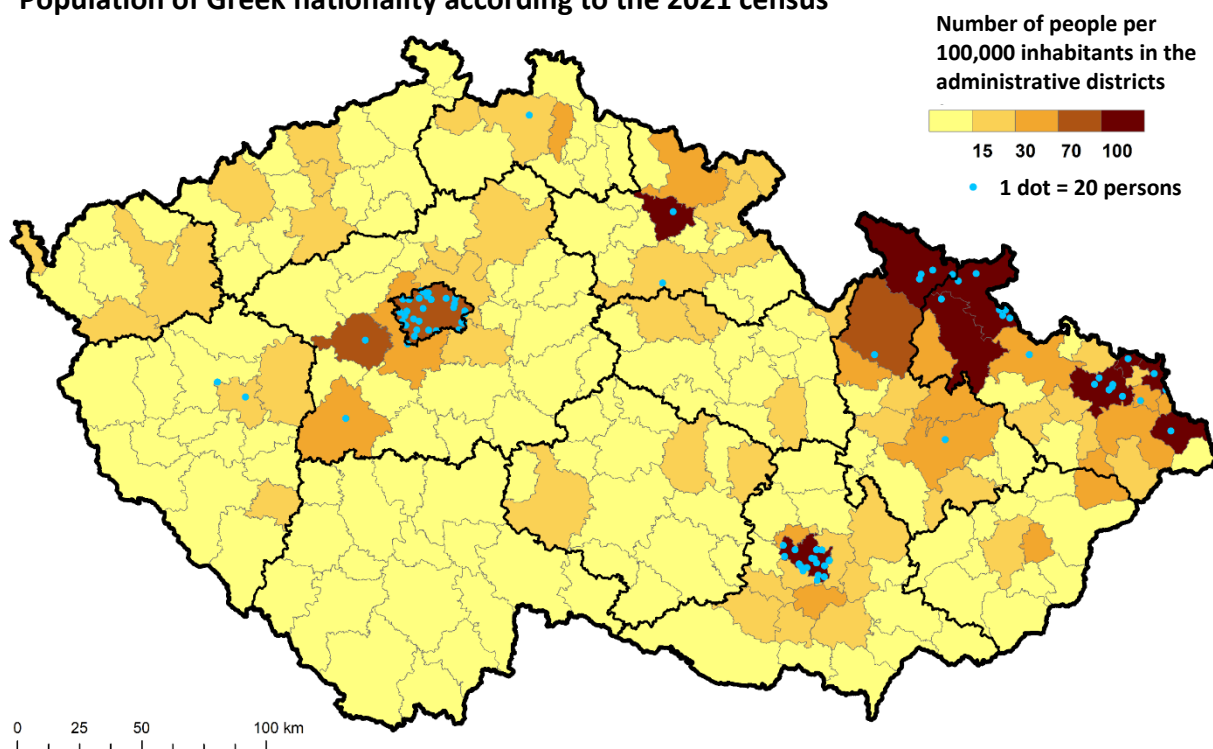 Population of Greek nationality according to the 2021 census
Number of people per
100,000 inhabitants in the
administrative districts
15 30 70 100
1 dot = 20 persons
0 25 50 100 km